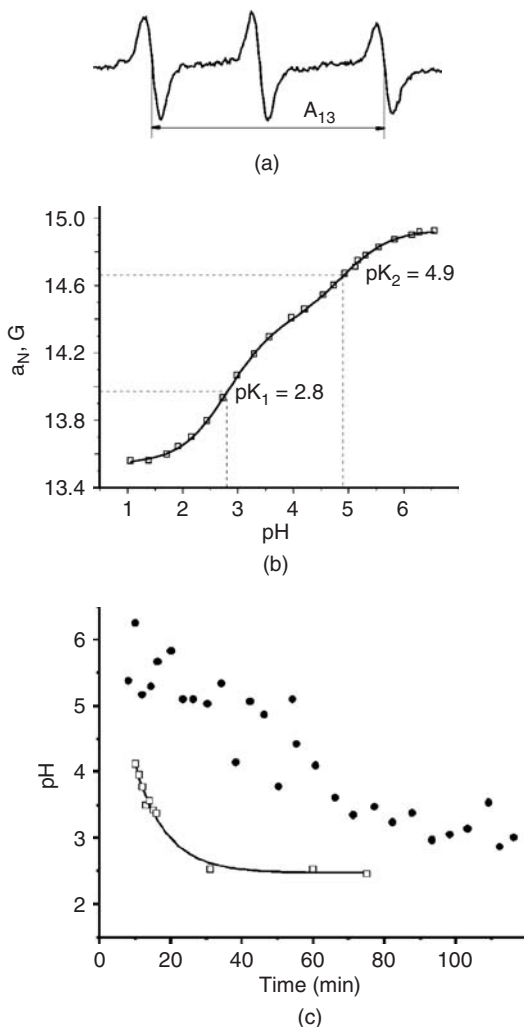 A₁₃
(a)
15.0
14.6
14.2
13.8
13.4
a_N, G
pK₂ = 4.9
pK₁ = 2.8
1 2 3 4 5 6
pH
(b)
6
5
4
3
2
pH
0 20 40 60 80 100
Time (min)
(c)